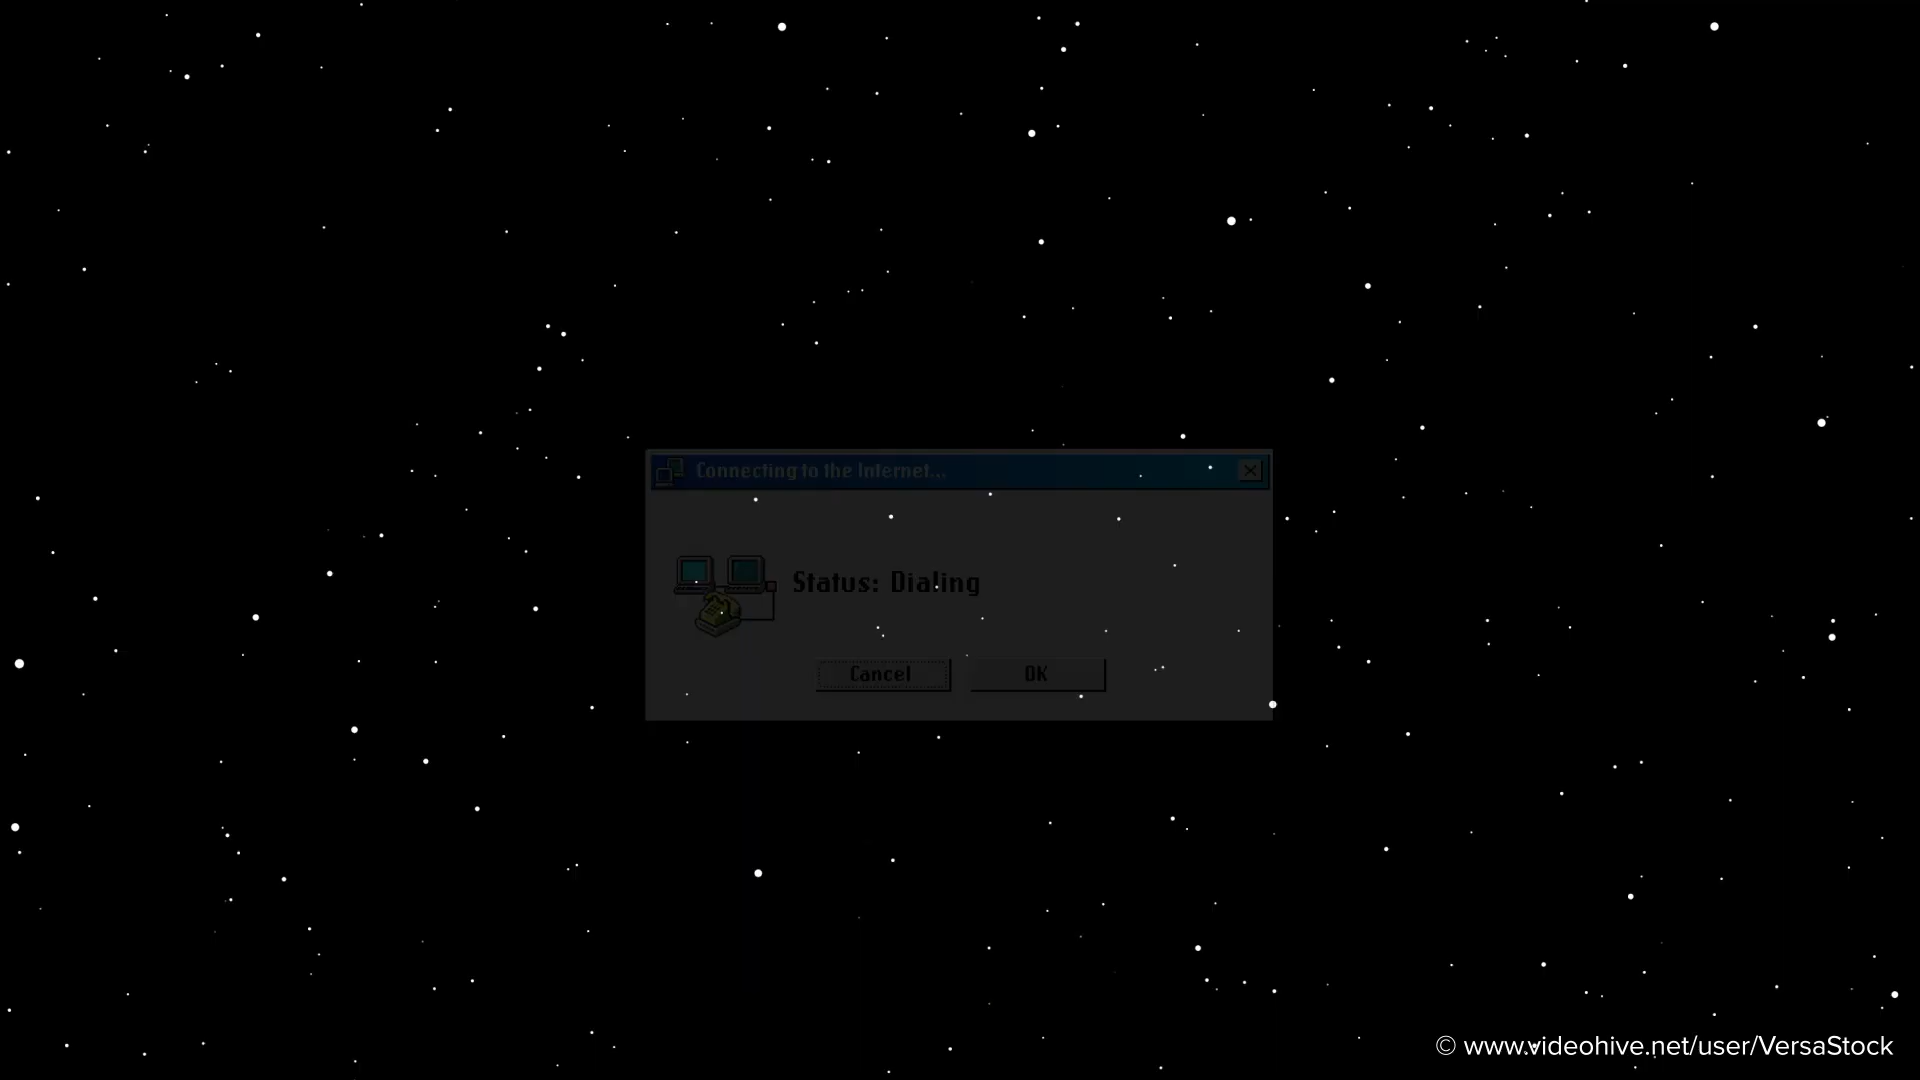 Connecting to the Internet...
Status: Dialing
Cancel
OK
© www.videohive.net/user/VersaStock